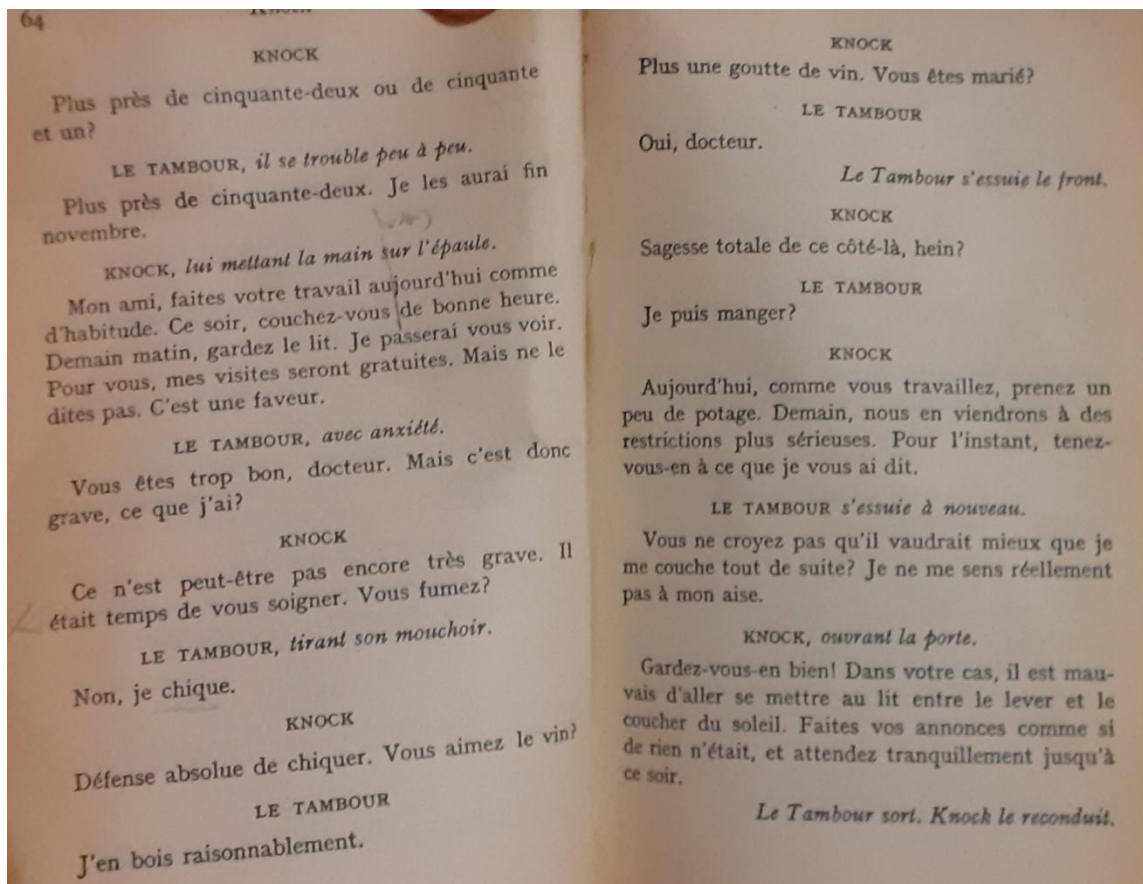 64
KNOCK
Plus près de cinquante-deux ou de cinquante
et un?
LE TAMBOUR, il se trouble peu à peu.
Plus près de cinquante-deux. Je les aurai fin
novembre.
KNOCK, lui mettant la main sur l'épaule.
Mon ami, faites votre travail aujourd'hui comme
d'habitude. Ce soir, couchez-vous de bonne heure.
Demain matin, gardez le lit. Je passerai vous voir.
Pour vous, mes visites seront gratuites. Mais ne le
dites pas. C'est une faveur.
LE TAMBOUR, avec anxiété.
Vous êtes trop bon, docteur. Mais c'est donc
grave, ce que j'ai?
KNOCK
Ce n'est peut-être pas encore très grave. Il
était temps de vous soigner. Vous fumez?
LE TAMBOUR, tirant son mouchoir.
Non, je chique.
KNOCK
Défense absolue de chiquer. Vous aimez le vin?
LE TAMBOUR
J'en bois raisonnablement.
KNOCK
Plus une goutte de vin. Vous êtes marié?
LE TAMBOUR
Oui, docteur.
Le Tambour s'essuie le front.
KNOCK
Sagesse totale de ce côté-là, hein?
LE TAMBOUR
Je puis manger?
KNOCK
Aujourd'hui, comme vous travaillez, prenez un
peu de potage. Demain, nous en viendrons à des
restrictions plus sérieuses. Pour l'instant, tenez-
vous-en à ce que je vous ai dit.
LE TAMBOUR s'essuie à nouveau.
Vous ne croyez pas qu'il vaudrait mieux que je
me couche tout de suite? Je ne me sens réellement
pas à mon aise.
KNOCK, ouvrant la porte.
Gardez-vous-en bien! Dans votre cas, il est mau-
vais d'aller se mettre au lit entre le lever et le
coucher du soleil. Faites vos annonces comme si
de rien n'était, et attendez tranquillement jusqu'à
ce soir.
Le Tambour sort. Knock le reconduit.